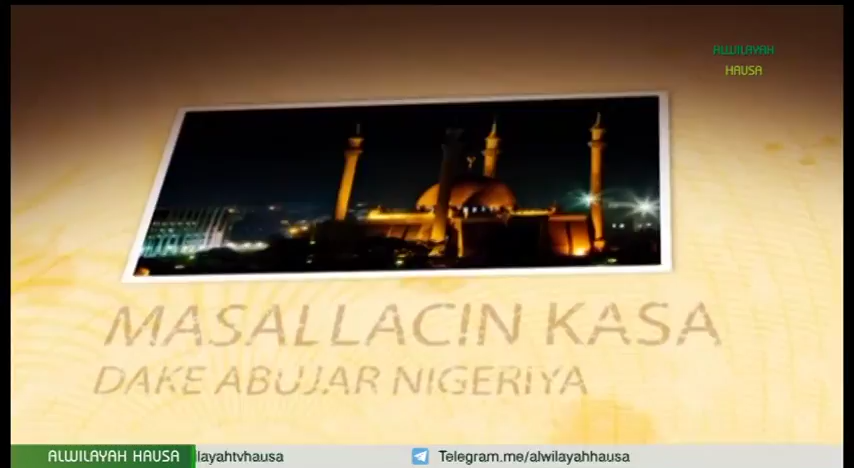 ALWILAYAH
HAUSA
MASALLACIN KASA
DAKE ABUJAR NIGERIYA
ALWILAYAH HAUSA
layahtvhausa
Telegram.me/alwilayahhausa